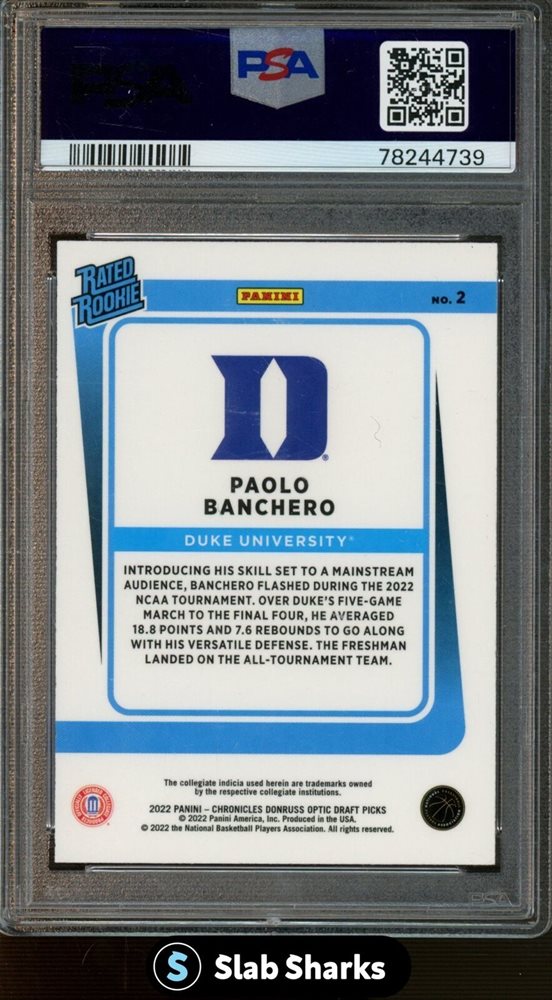 PSA
78244739
RATED
ROOKIE
PANINI
NO. 2
D
PAOLO
BANCHERO
DUKE UNIVERSITY®
INTRODUCING HIS SKILL SET TO A MAINSTREAM
AUDIENCE, BANCHERO FLASHED DURING THE 2022
NCAA TOURNAMENT. OVER DUKE'S FIVE-GAME
MARCH TO THE FINAL FOUR, HE AVERAGED
18.8 POINTS AND 7.6 REBOUNDS TO GO ALONG
WITH HIS VERSATILE DEFENSE. THE FRESHMAN
LANDED ON THE ALL-TOURNAMENT TEAM.
The collegiate indicia used herein are trademarks owned
by the respective collegiate institutions.
2022 PANINI – CHRONICLES DONRUSS OPTIC DRAFT PICKS
© 2022 Panini America, Inc. Produced in the USA.
© 2022 the National Basketball Players Association. All rights reserved.
PSA
S Slab Sharks